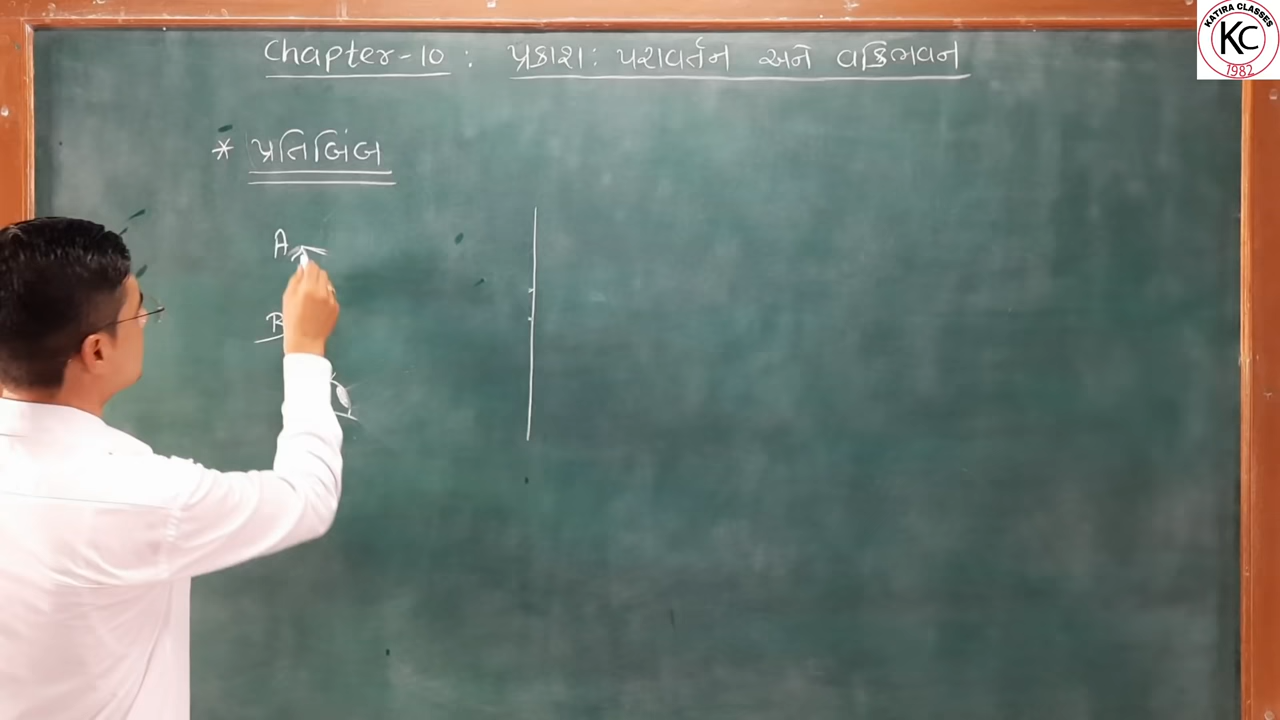 Chapter-10 : પ્રકાશ : પરાવર્તન અને વક્રિભવન
* પ્રતિબિંબ
A
B
KATIRA CLASSES
KC
1982